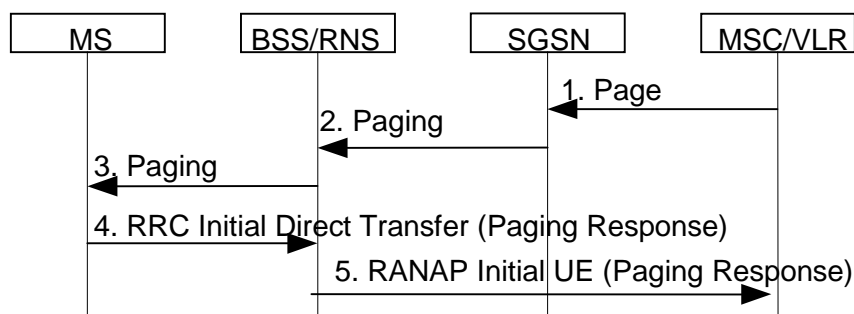 MS BSS/RNS SGSN MSC/VLR
1. Page
2. Paging
3. Paging
4. RRC Initial Direct Transfer (Paging Response)
5. RANAP Initial UE (Paging Response)